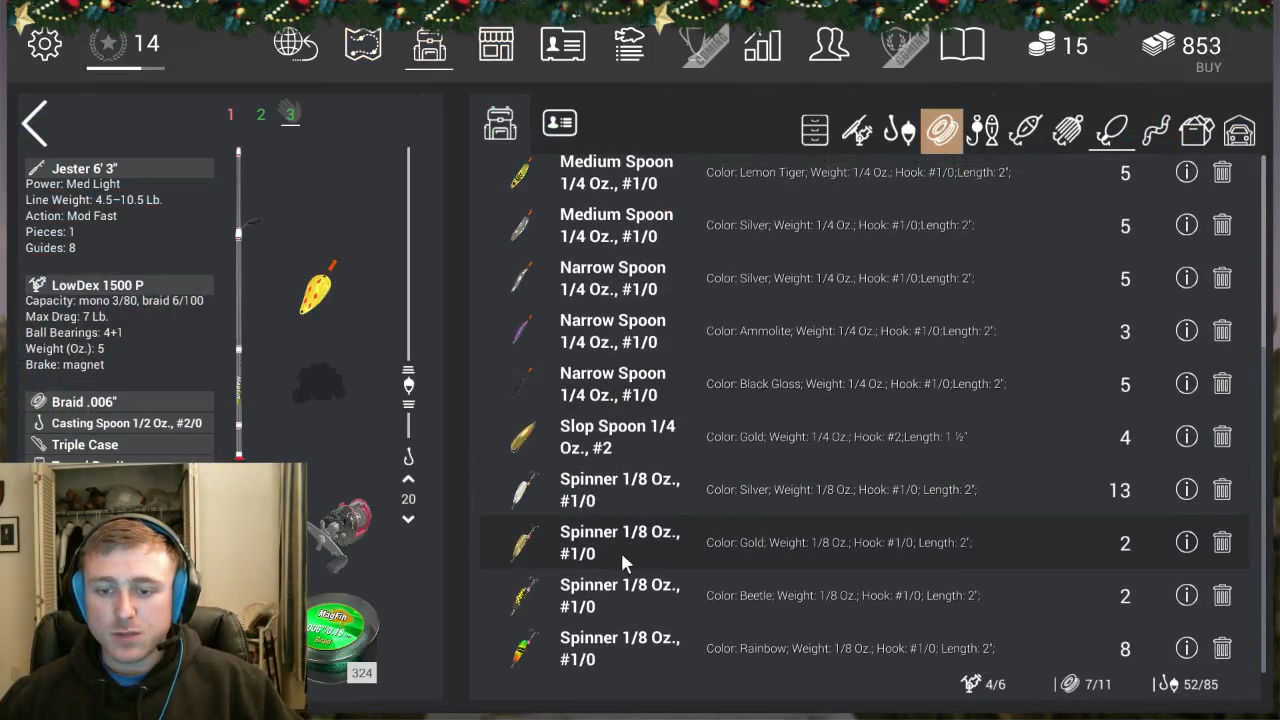 14
15
853
BUY
1 2 3
Jester 6' 3"
Power: Med Light
Line Weight: 4.5–10.5 Lb.
Action: Mod Fast
Pieces: 1
Guides: 8
LowDex 1500 P
Capacity: mono 3/80, braid 6/100
Max Drag: 7 Lb.
Ball Bearings: 4+1
Weight (Oz.): 5
Brake: magnet
Braid .006"
Casting Spoon 1/2 Oz., #2/0
Triple Case
20
MagFin
.006"/0.15
Braid
324
Medium Spoon
1/4 Oz., #1/0
Color: Lemon Tiger; Weight: 1/4 Oz.; Hook: #1/0;Length: 2";
5
Medium Spoon
1/4 Oz., #1/0
Color: Silver; Weight: 1/4 Oz.; Hook: #1/0;Length: 2";
5
Narrow Spoon
1/4 Oz., #1/0
Color: Silver; Weight: 1/4 Oz.; Hook: #1/0;Length: 2";
5
Narrow Spoon
1/4 Oz., #1/0
Color: Ammolite; Weight: 1/4 Oz.; Hook: #1/0;Length: 2";
3
Narrow Spoon
1/4 Oz., #1/0
Color: Black Gloss; Weight: 1/4 Oz.; Hook: #1/0;Length: 2";
5
Slop Spoon 1/4
Oz., #2
Color: Gold; Weight: 1/4 Oz.; Hook: #2;Length: 1 ½"
4
Spinner 1/8 Oz.,
#1/0
Color: Silver; Weight: 1/8 Oz.; Hook: #1/0; Length: 2";
13
Spinner 1/8 Oz.,
#1/0
Color: Gold; Weight: 1/8 Oz.; Hook: #1/0; Length: 2";
2
Spinner 1/8 Oz.,
#1/0
Color: Beetle; Weight: 1/8 Oz.; Hook: #1/0; Length: 2";
2
Spinner 1/8 Oz.,
#1/0
Color: Rainbow; Weight: 1/8 Oz.; Hook: #1/0; Length: 2";
8
4/6
7/11
52/85